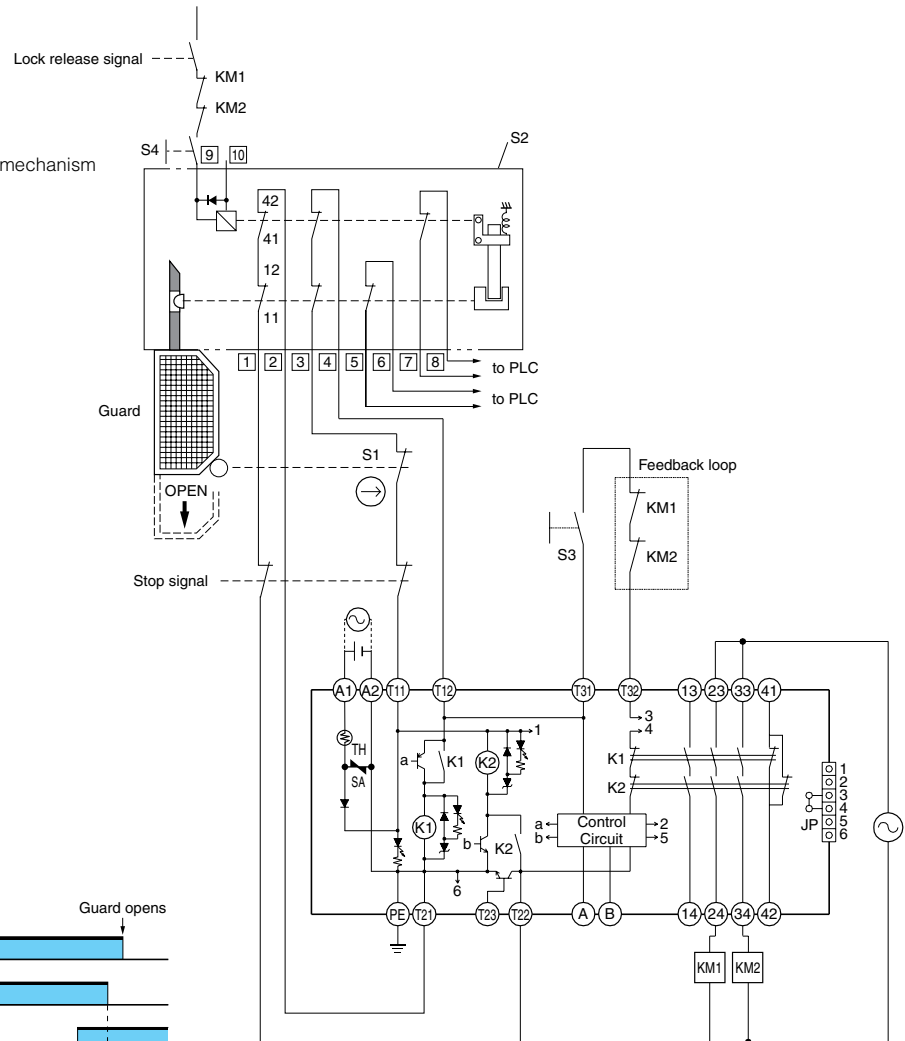 Lock release signal
KM1
KM2
S4
9 10
S2
mechanism
42
41
12
11
1 2 3 4 5 6 7 8
to PLC
to PLC
Guard
OPEN
S1
Feedback loop
KM1
S3
KM2
Stop signal
A1 A2 T11 T12 T31 T32 13 23 33 41
3
1
4
TH
a K1 K2 K1
SA
K2
1
2
3
4
5
6
JP
K1
b K2
a Control 2
b Circuit 5
6
PE T21 T23 T22 A B 14 24 34 42
Guard opens
KM1 KM2